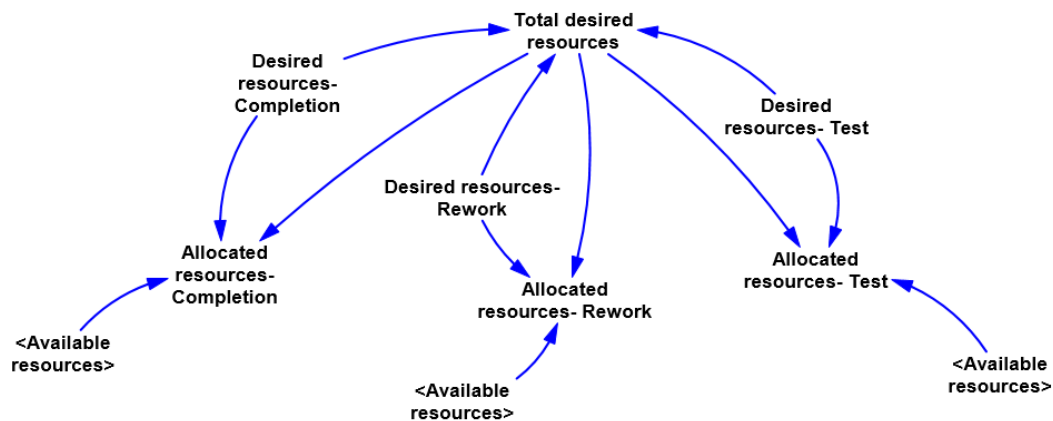 Total desired
resources
Desired
resources-
Completion
Desired
resources- Test
Desired resources-
Rework
Allocated
resources-
Completion
Allocated
resources- Rework
Allocated
resources- Test
<Available
resources>
<Available
resources>
<Available
resources>